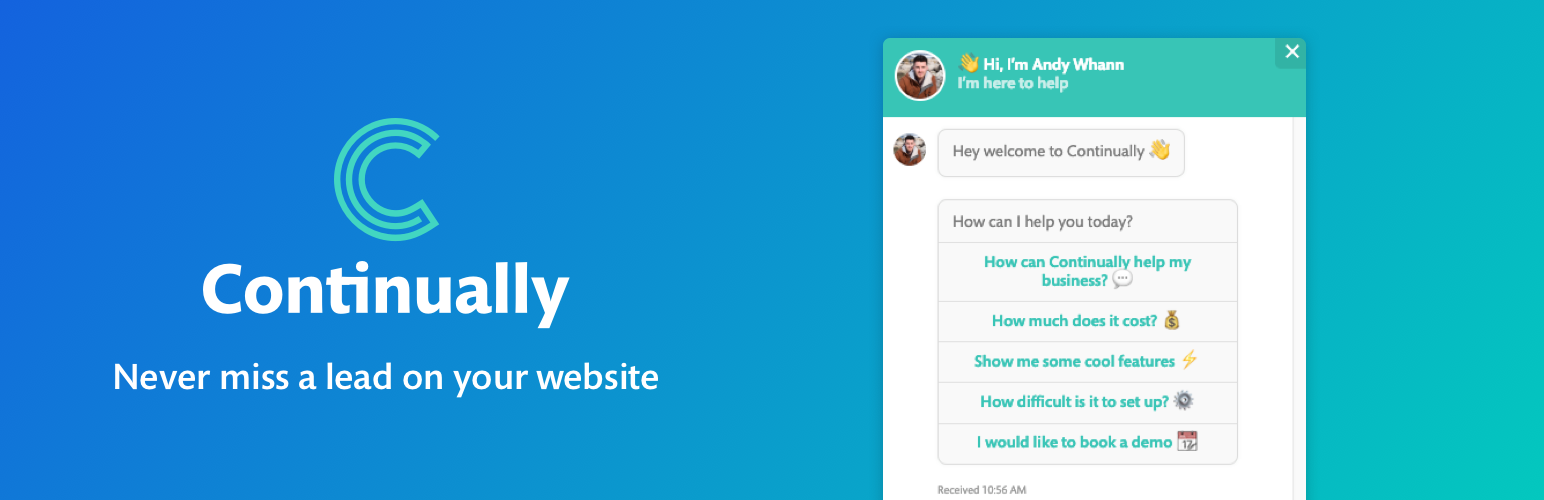 Continually
Never miss a lead on your website
👋 Hi, I'm Andy Whann
I'm here to help
Hey welcome to Continually 👋
How can I help you today?
How can Continually help my
business? 💬
How much does it cost? 💰
Show me some cool features ⚡
How difficult is it to set up? ⚙️
I would like to book a demo 📆
Received 10:56 AM